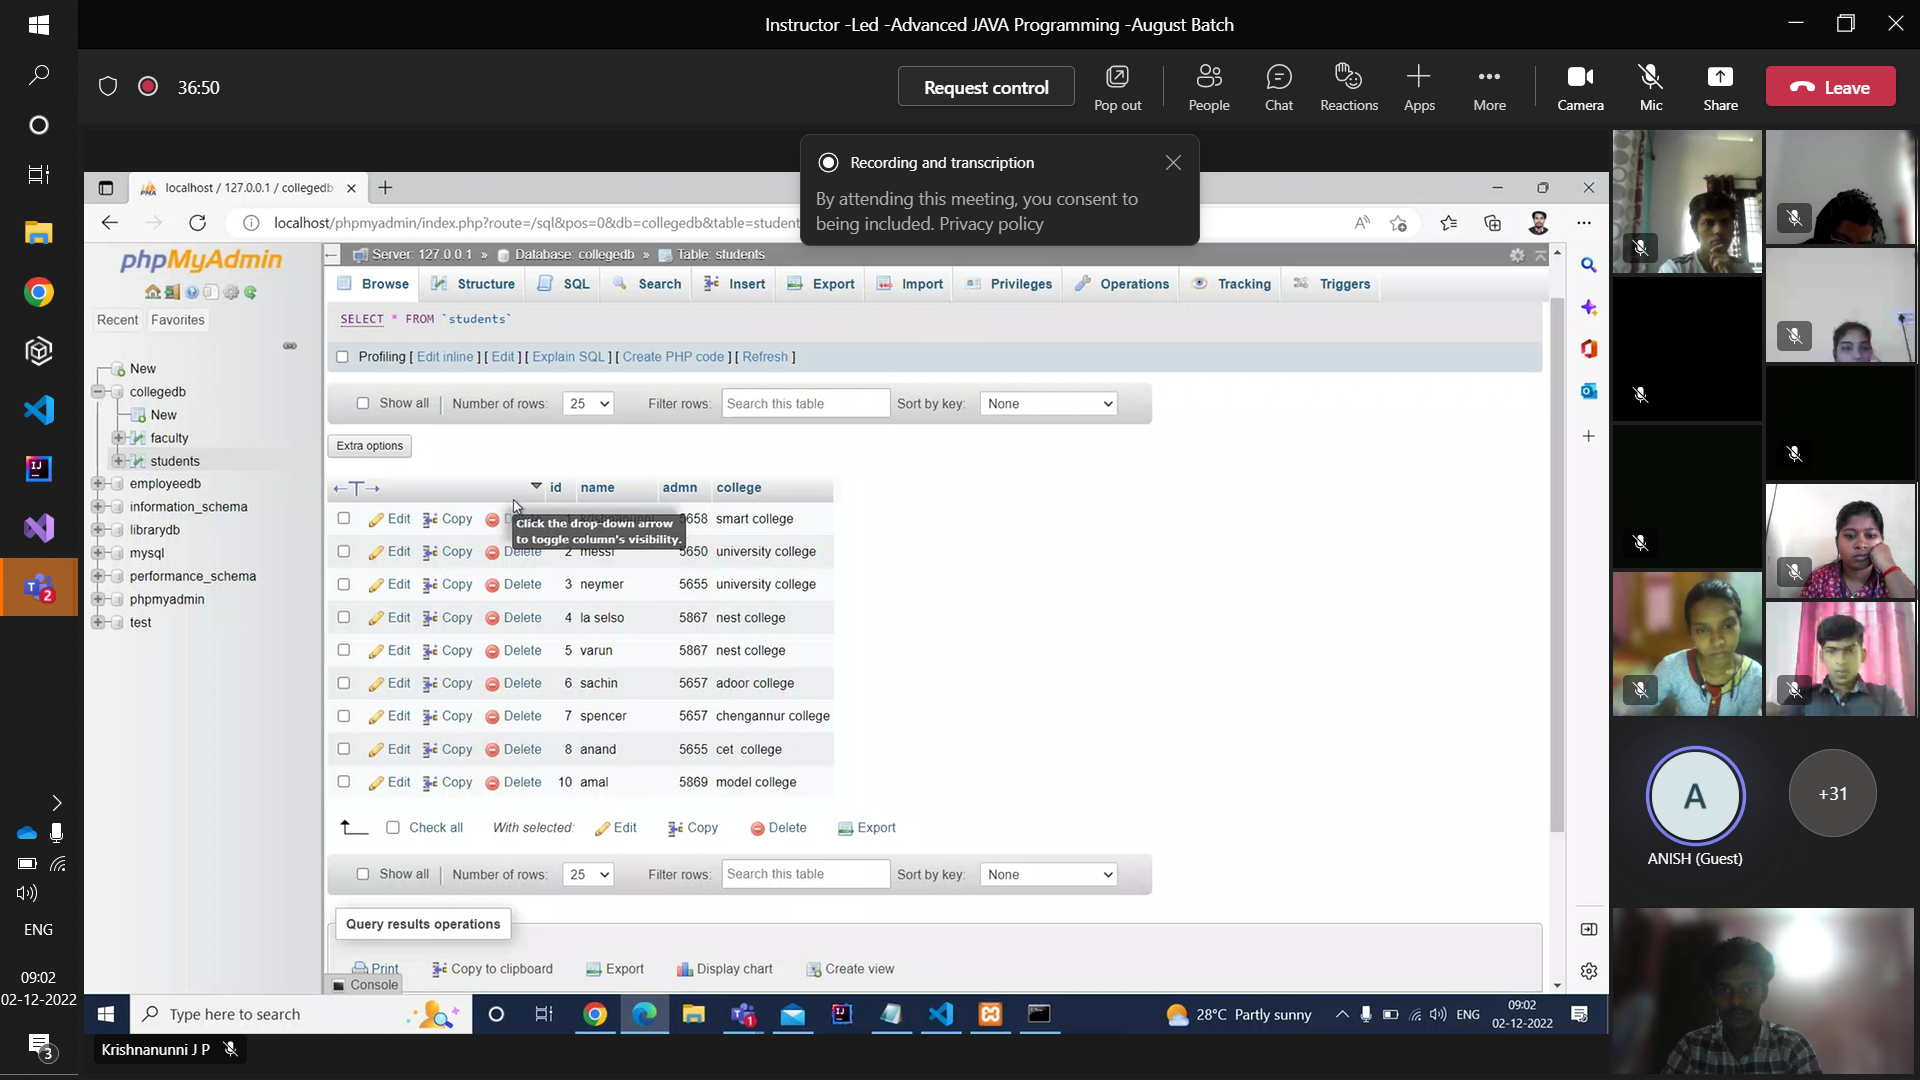 Instructor -Led -Advanced JAVA Programming -August Batch
36:50
Request control
Pop out
People
Chat
Reactions
Apps
More
Camera
Mic
Share
Leave
Recording and transcription
By attending this meeting, you consent to
being included. Privacy policy
localhost / 127.0.0.1 / collegedb
localhost/phpmyadmin/index.php?route=/sql&pos=0&db=collegedb&table=student
phpMyAdmin
Recent
Favorites
New
collegedb
New
faculty
students
employeedb
information_schema
librarydb
mysql
performance_schema
phpmyadmin
test
Server: 127.0.0.1 » Database: collegedb » Table: students
Browse Structure SQL Search Insert Export Import Privileges Operations Tracking Triggers
SELECT * FROM `students`
Profiling [ Edit inline ] [ Edit ] [ Explain SQL ] [ Create PHP code ] [ Refresh ]
Show all Number of rows: 25 Filter rows: Search this table Sort by key: None
Extra options
←T→ id name admn college
Edit Copy 5658 smart college
Click the drop-down arrow
to toggle column's visibility.
Edit Copy Delete 2 messi 5650 university college
Edit Copy Delete 3 neymer 5655 university college
Edit Copy Delete 4 la selso 5867 nest college
Edit Copy Delete 5 varun 5867 nest college
Edit Copy Delete 6 sachin 5657 adoor college
Edit Copy Delete 7 spencer 5657 chengannur college
Edit Copy Delete 8 anand 5655 cet college
Edit Copy Delete 10 amal 5869 model college
Check all With selected: Edit Copy Delete Export
Show all Number of rows: 25 Filter rows: Search this table Sort by key: None
Query results operations
Print Copy to clipboard Export Display chart Create view
Console
Type here to search
28°C Partly sunny
ENG
09:02
02-12-2022
Krishnanunni J P
A
ANISH (Guest)
+31
IJ
T
2
ENG
09:02
02-12-2022
3